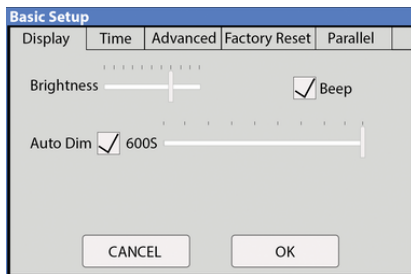 Basic Setup
Display Time Advanced Factory Reset Parallel
Brightness Beep
Auto Dim 600S
CANCEL OK